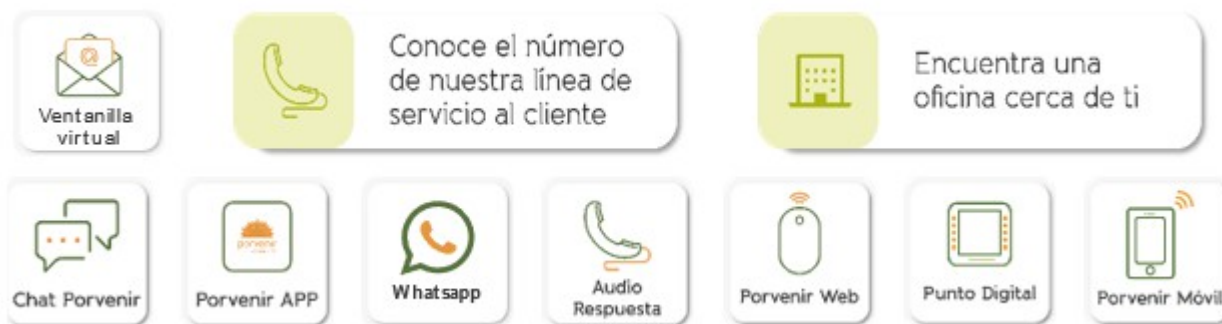 Ventanilla
virtual
Conoce el número
de nuestra línea de
servicio al cliente
Encuentra una
oficina cerca de ti
Chat Porvenir
porvenir
Porvenir APP
Whatsapp
Audio
Respuesta
Porvenir Web
Punto Digital
Porvenir Móvil